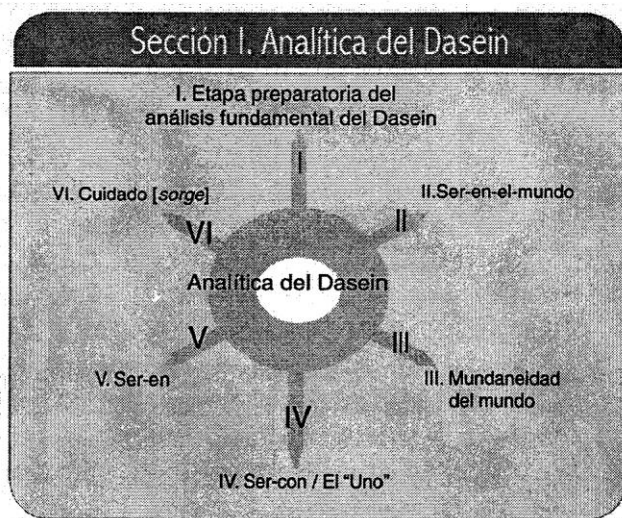 Sección I. Analítica del Dasein
I. Etapa preparatoria del
análisis fundamental del Dasein
I
VI. Cuidado [sorge]
II.Ser-en-el-mundo
VI
II
Analítica del Dasein
V
III
V. Ser-en
III. Mundaneidad
del mundo
IV
IV. Ser-con / El "Uno"